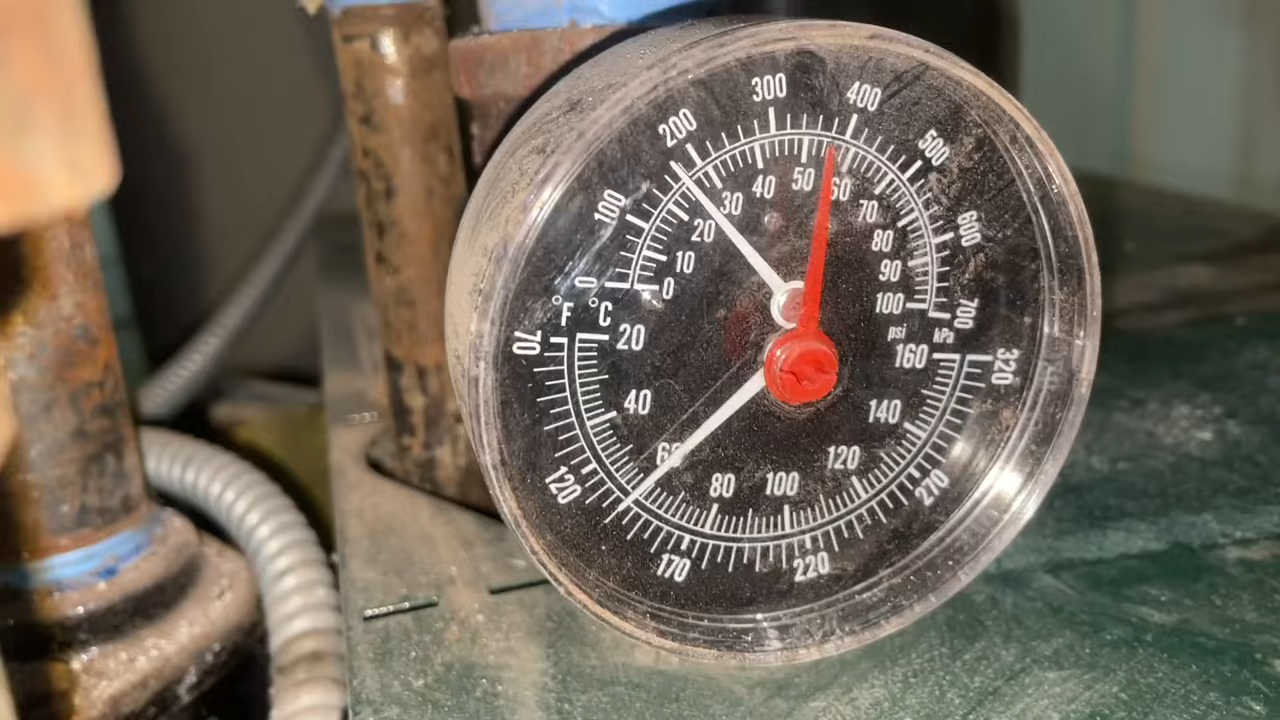 0 100 200 300 400 500 600 700
0 10 20 30 40 50 60 70 80 90 100
psi kPa
°F °C
20 40 60 80 100 120 140 160
70 120 170 220 270 320